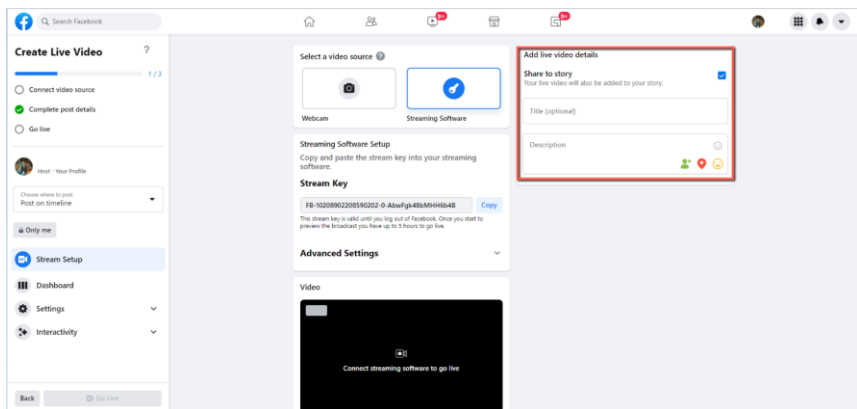 Search Facebook
9+
9+
Create Live Video
?
1 / 3
Connect video source
Complete post details
Go live
Host - Your Profile
Choose where to post
Post on timeline
Only me
Stream Setup
Dashboard
Settings
Interactivity
Back
Go Live
Select a video source
Webcam
Streaming Software
Streaming Software Setup
Copy and paste the stream key into your streaming
software.
Stream Key
FB-10208902208590202-0-AbwFgk48bMHH6b48
Copy
This stream key is valid until you log out of Facebook. Once you start to
preview the broadcast you have up to 5 hours to go live.
Advanced Settings
Video
Connect streaming software to go live
Add live video details
Share to story
Your live video will also be added to your story.
Title (optional)
Description